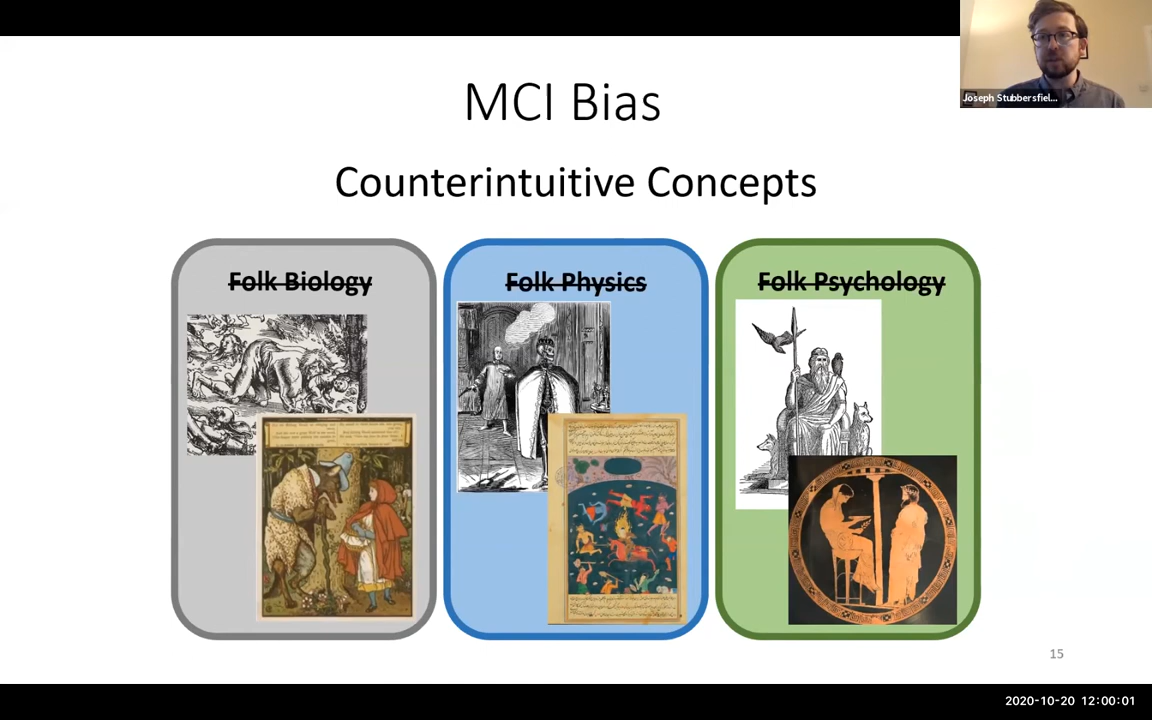 MCI Bias
Counterintuitive Concepts
Folk Biology
Folk Physics
Folk Psychology
15
Joseph Stubbersfiel...
2020-10-20 12:00:01